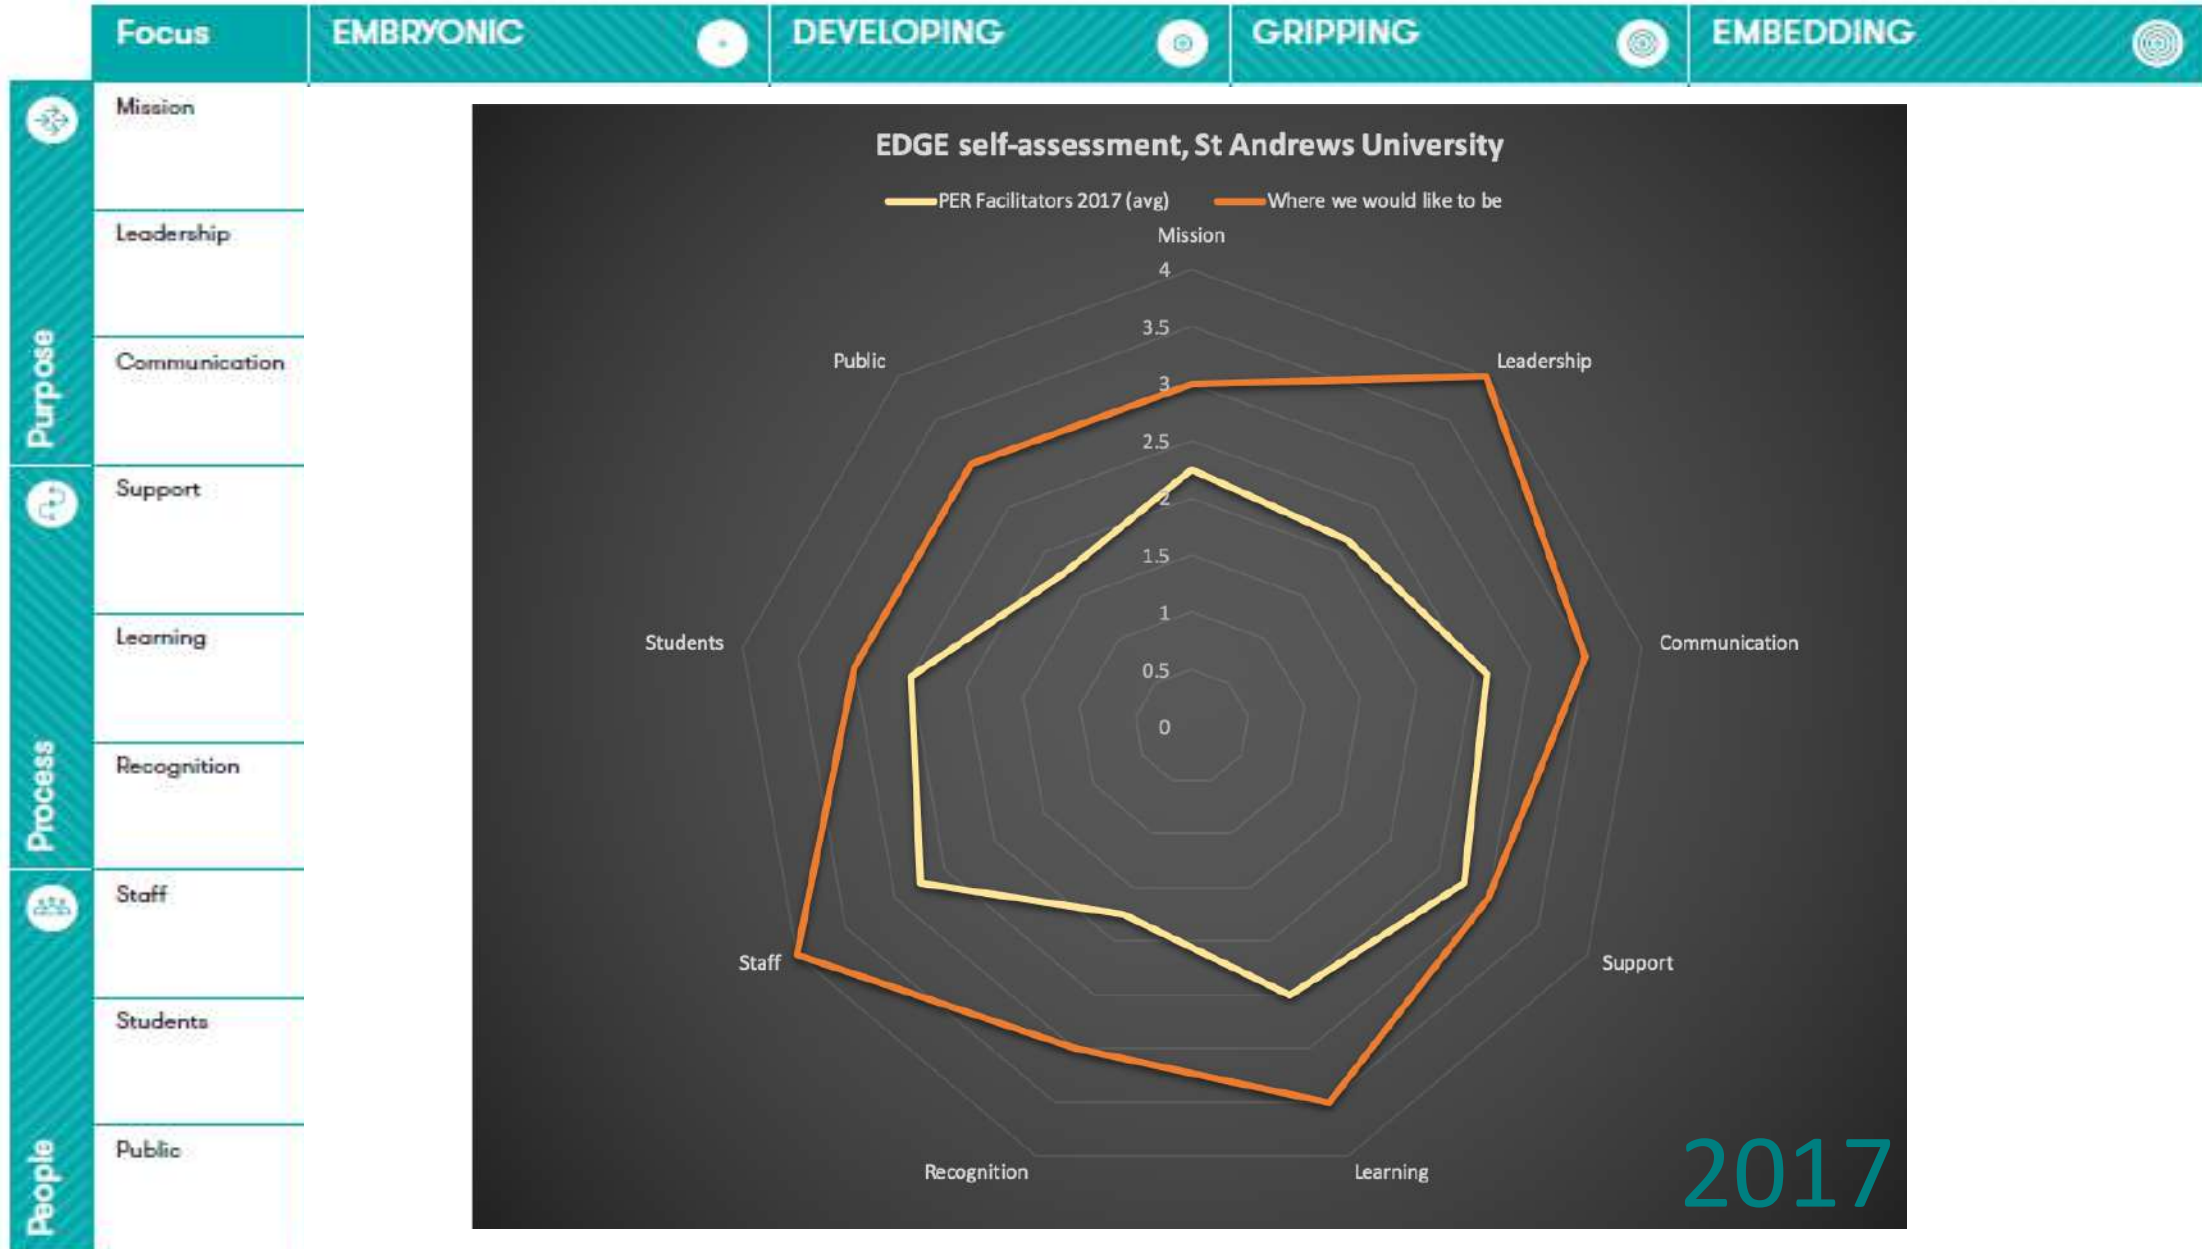 Focus
EMBRYONIC
DEVELOPING
GRIPPING
EMBEDDING
Purpose
Mission
Leadership
Communication
Process
Support
Learning
Recognition
People
Staff
Students
Public
EDGE self-assessment, St Andrews University
PER Facilitators 2017 (avg)
Where we would like to be
Mission
4
3.5
3
2.5
2
1.5
1
0.5
0
Leadership
Communication
Support
Learning
Recognition
Staff
Students
Public
2017